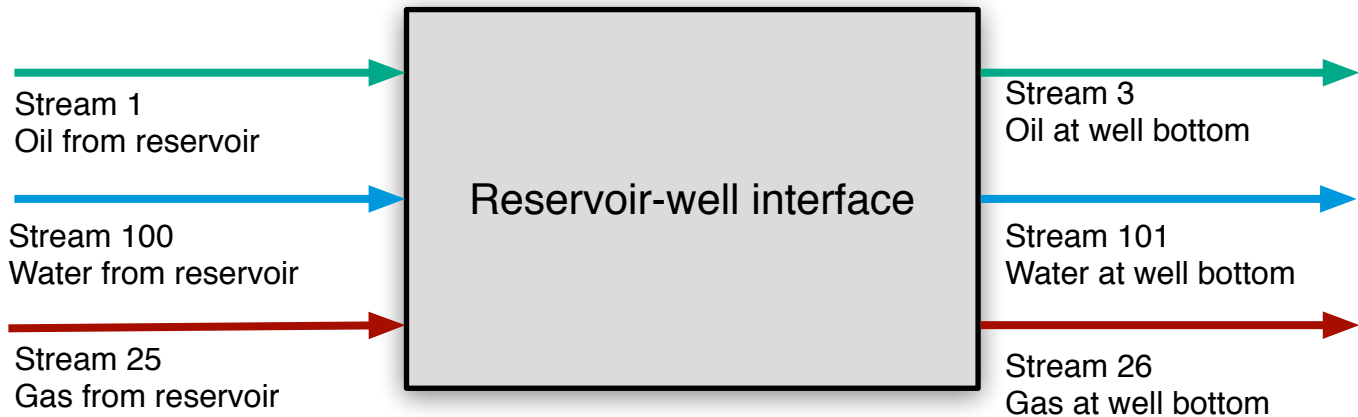 Stream 1
Oil from reservoir
Stream 100
Water from reservoir
Stream 25
Gas from reservoir
Reservoir-well interface
Stream 3
Oil at well bottom
Stream 101
Water at well bottom
Stream 26
Gas at well bottom